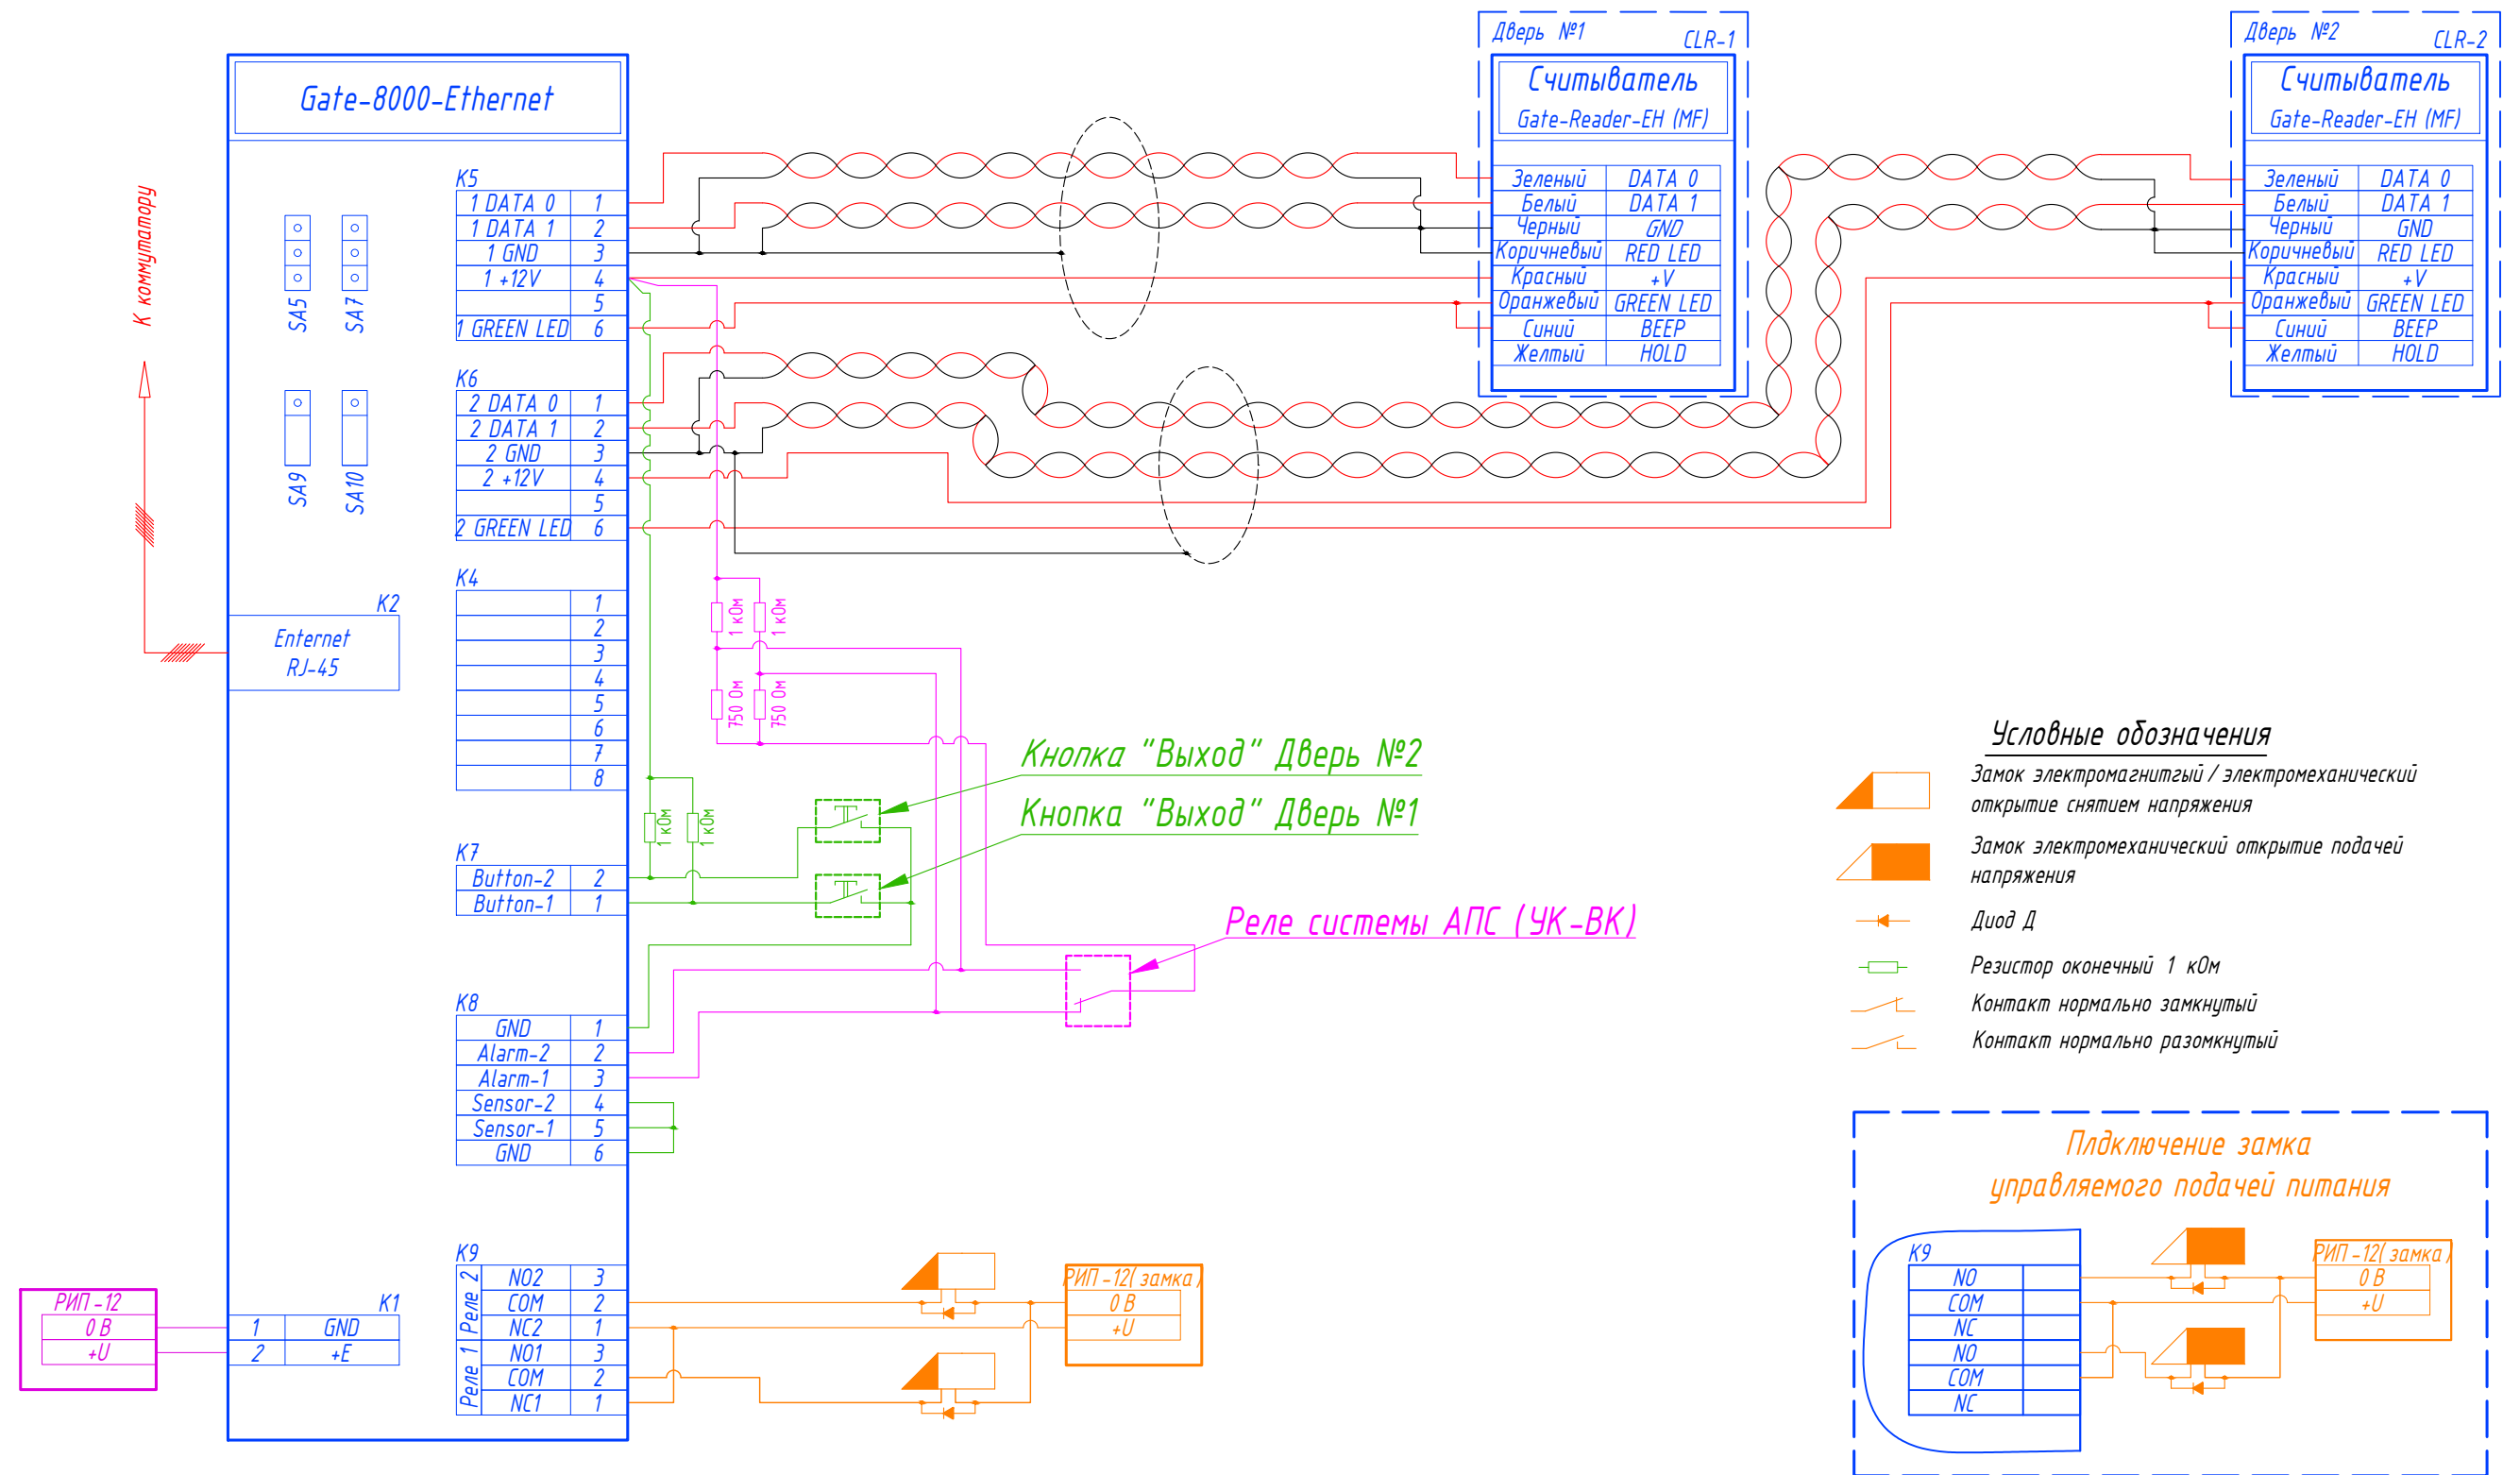 Gate-8000-Ethernet
К коммутатору
SA5
SA7
SA9
SA10
K2
Enternet
RJ-45
K5
1 DATA 0 1
1 DATA 1 2
1 GND 3
1 +12V 4
5
1 GREEN LED 6
K6
2 DATA 0 1
2 DATA 1 2
2 GND 3
2 +12V 4
5
2 GREEN LED 6
K4
1
2
3
4
5
6
7
8
K7
Button-2 2
Button-1 1
K8
GND 1
Alarm-2 2
Alarm-1 3
Sensor-2 4
Sensor-1 5
GND 6
K9
Реле 2
NO2 3
COM 2
NC2 1
Реле 1
NO1 3
COM 2
NC1 1
РИП-12
0 В
+U
K1
1 GND
2 +E
1 кОм
1 кОм
750 Ом
750 Ом
1 кОм
1 кОм
Кнопка "Выход" Дверь №2
Кнопка "Выход" Дверь №1
Реле системы АПС (УК-ВК)
РИП-12(замка)
0 В
+U
Дверь №1
CLR-1
Считыватель
Gate-Reader-EH (MF)
Зеленый DATA 0
Белый DATA 1
Черный GND
Коричневый RED LED
Красный +V
Оранжевый GREEN LED
Синий BEEP
Желтый HOLD
Дверь №2
CLR-2
Считыватель
Gate-Reader-EH (MF)
Зеленый DATA 0
Белый DATA 1
Черный GND
Коричневый RED LED
Красный +V
Оранжевый GREEN LED
Синий BEEP
Желтый HOLD
Условные обозначения
Замок электромагнитгый / электромеханический
открытие снятием напряжения
Замок электромеханический открытие подачей
напряжения
Диод Д
Резистор оконечный 1 кОм
Контакт нормально замкнутый
Контакт нормально разомкнутый
Плдключение замка
управляемого подачей питания
K9
NO
COM
NC
NO
COM
NC
РИП-12(замка)
0 В
+U